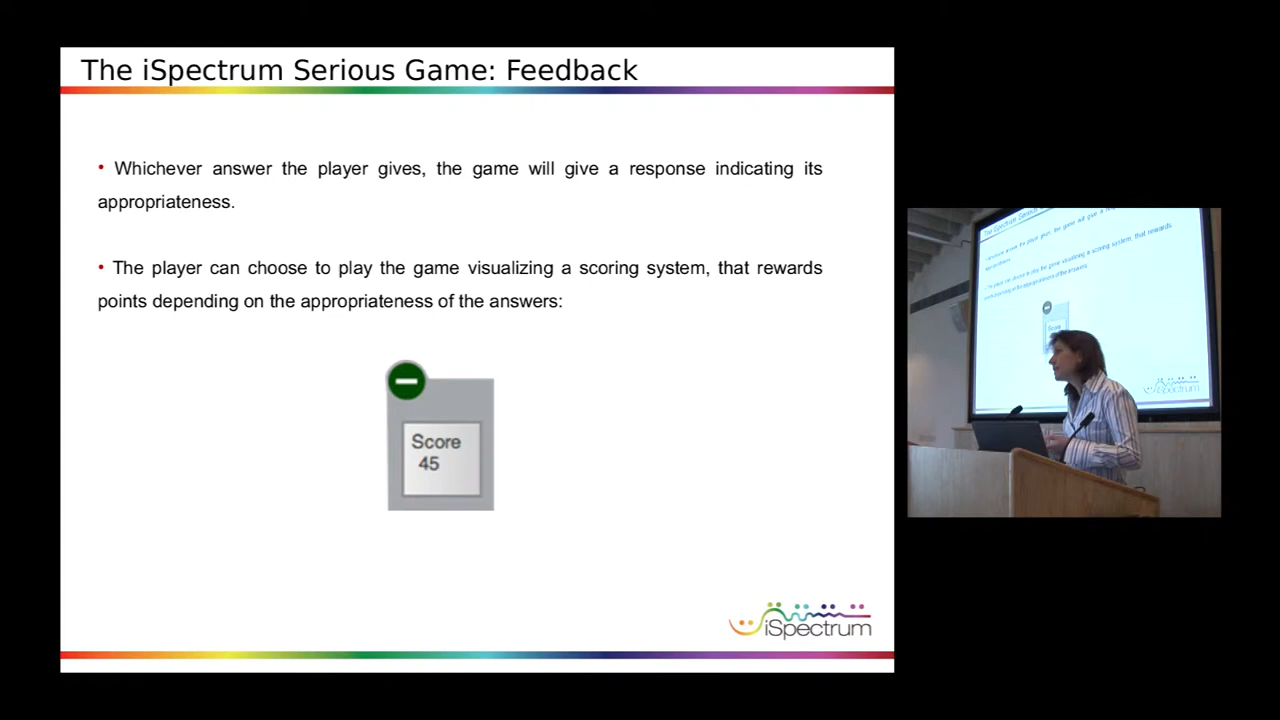 The iSpectrum Serious Game: Feedback
• Whichever answer the player gives, the game will give a response indicating its
appropriateness.
• The player can choose to play the game visualizing a scoring system, that rewards
points depending on the appropriateness of the answers:
Score
45
iSpectrum